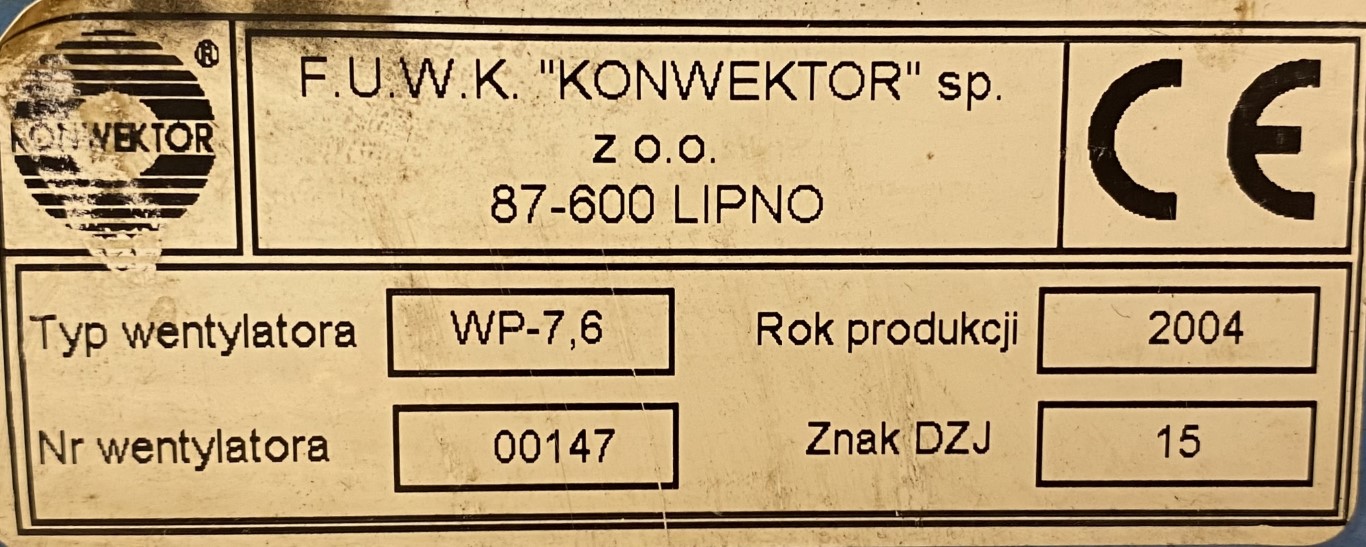 KONWEKTOR ®
F.U.W.K. "KONWEKTOR" sp.
z o.o.
87-600 LIPNO
CE
Typ wentylatora WP-7,6 Rok produkcji 2004
Nr wentylatora 00147 Znak DZJ 15